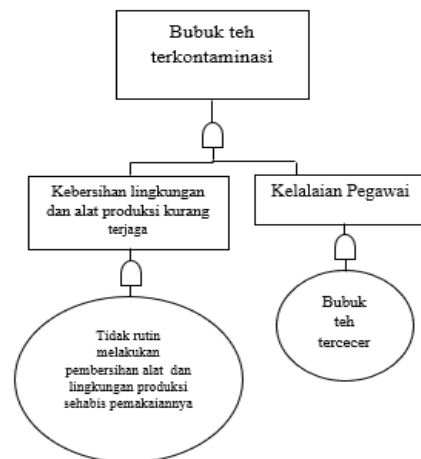 Bubuk teh
terkontaminasi
Kebersihan lingkungan
dan alat produksi kurang
terjaga
Kelalaian Pegawai
Tidak rutin
melakukan
pembersihan alat dan
lingkungan produksi
sehabis pemakaiannya
Bubuk
teh
tercecer